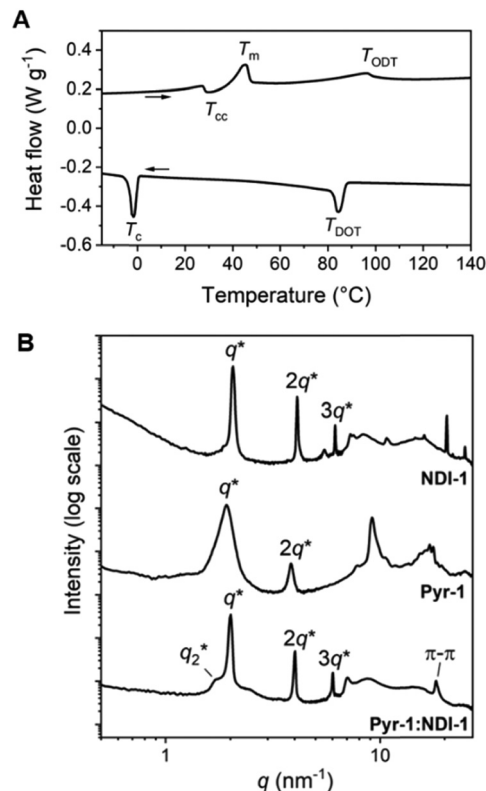 A
0.4
0.2
0.0
-0.2
-0.4
-0.6
Heat flow (W g⁻¹)
Tm
TODT
Tcc
Tc
TDOT
0 20 40 60 80 100 120 140
Temperature (°C)
B
q*
2q*
3q*
NDI-1
q*
2q*
Pyr-1
q*
q₂*
2q*
3q*
π-π
Pyr-1:NDI-1
Intensity (log scale)
1 10
q (nm⁻¹)